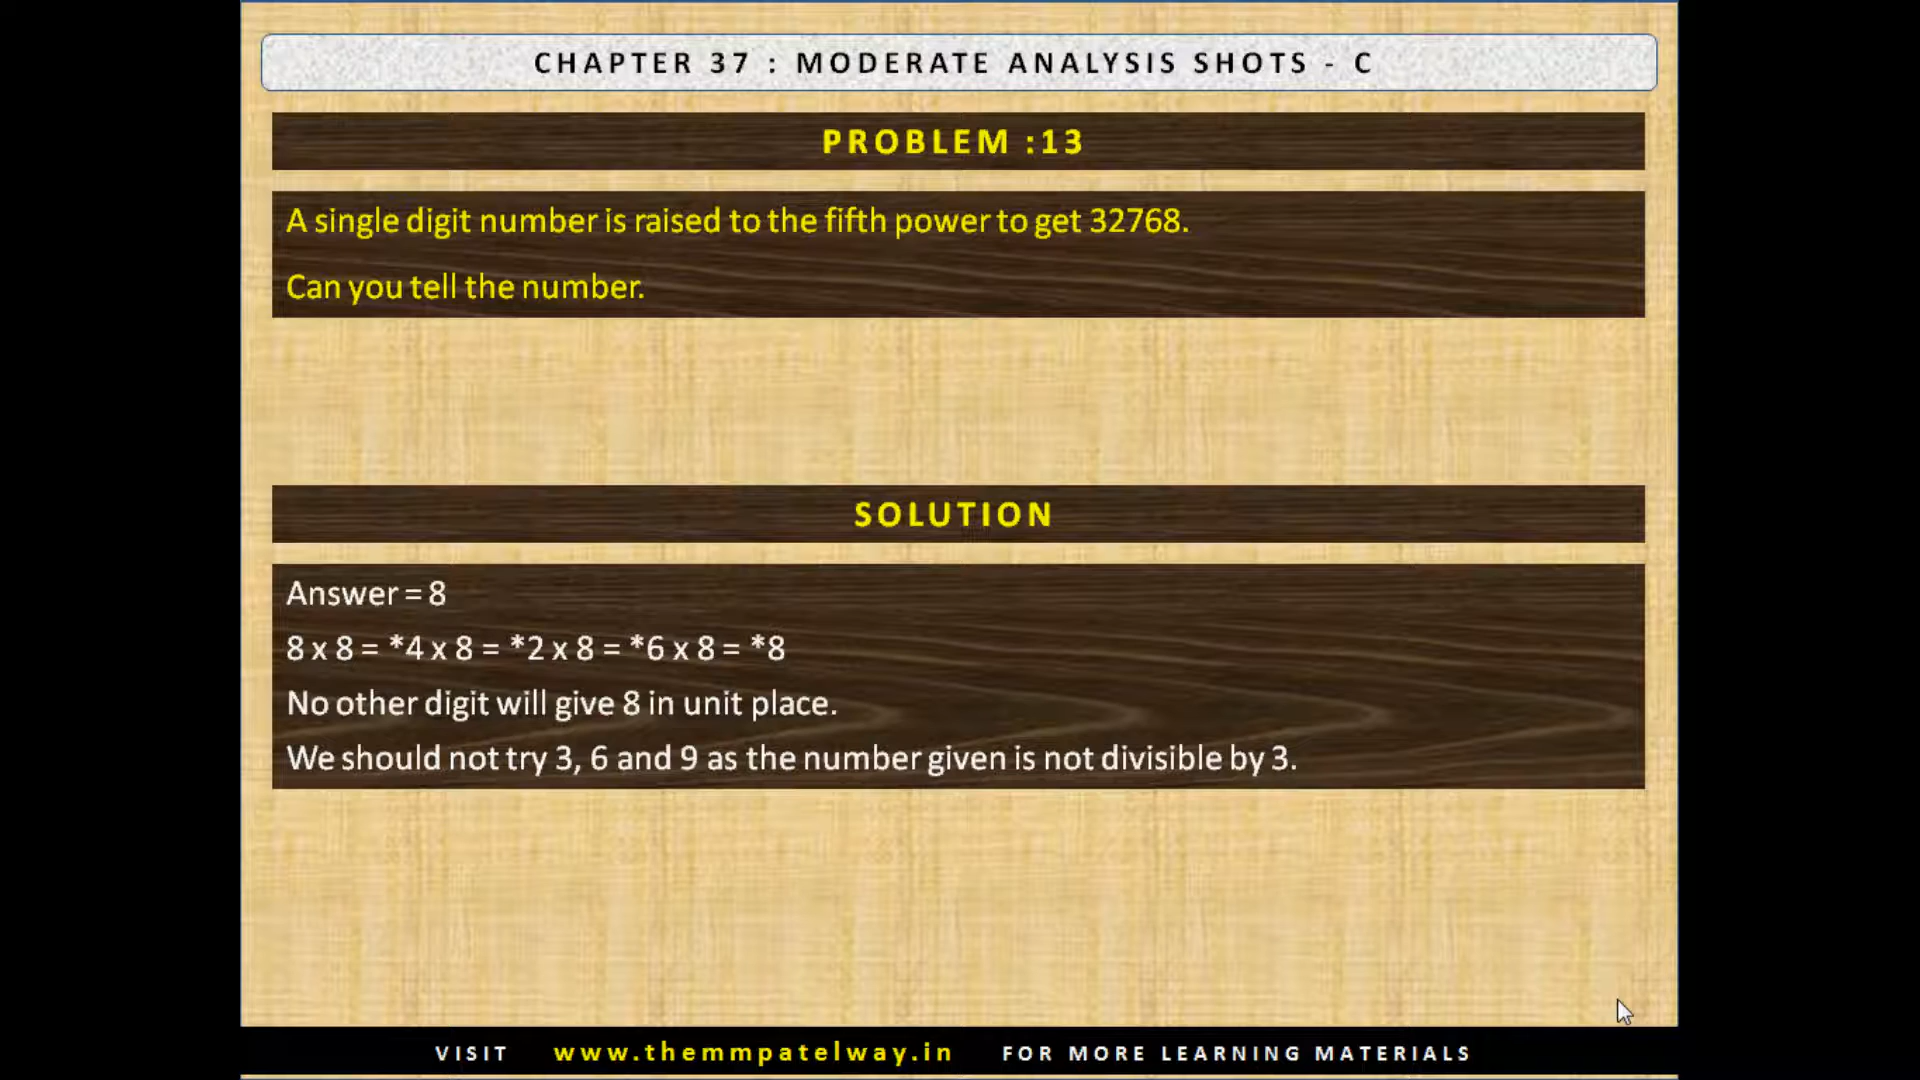 CHAPTER 37 : MODERATE ANALYSIS SHOTS - C
PROBLEM :13
A single digit number is raised to the fifth power to get 32768.
Can you tell the number.
SOLUTION
Answer = 8
8 x 8 = *4 x 8 = *2 x 8 = *6 x 8 = *8
No other digit will give 8 in unit place.
We should not try 3, 6 and 9 as the number given is not divisible by 3.
VISIT www.themmpatelway.in FOR MORE LEARNING MATERIALS